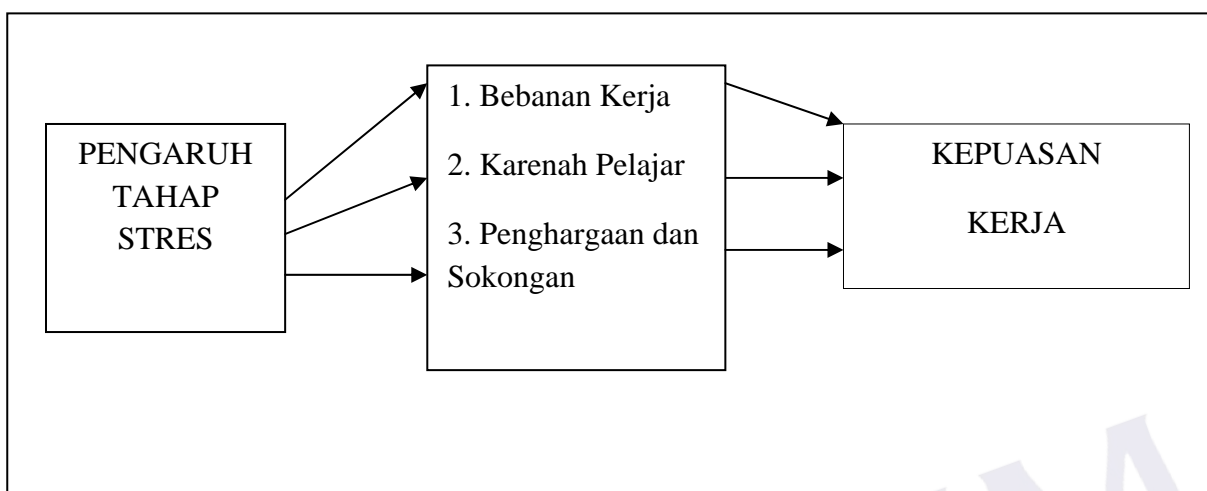 PENGARUH
TAHAP
STRES
1. Bebanan Kerja
2. Karenah Pelajar
3. Penghargaan dan
Sokongan
KEPUASAN
KERJA